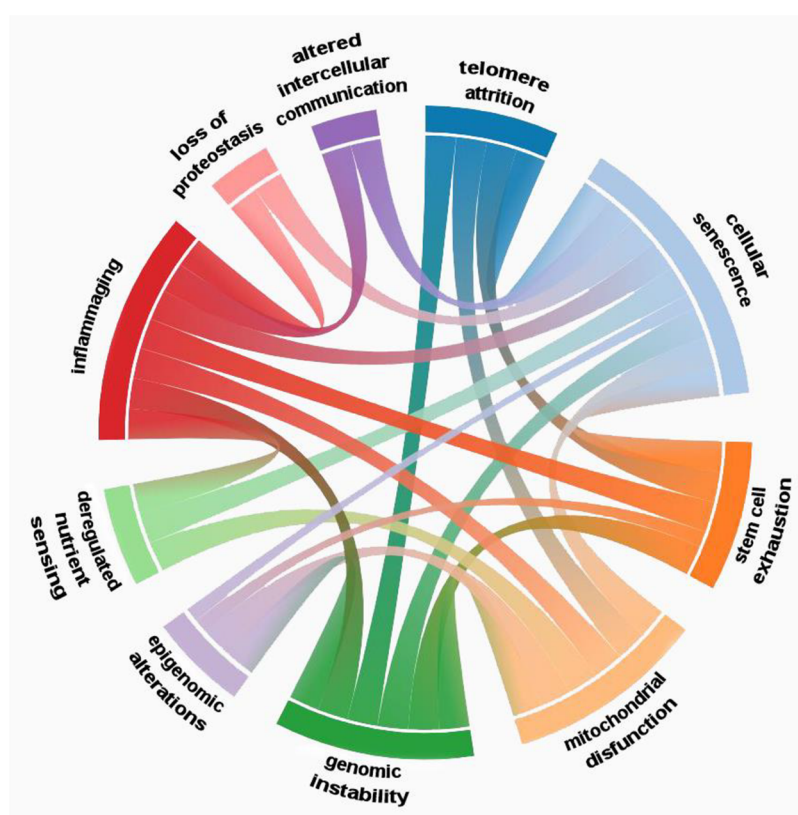 altered
intercellular
communication
telomere
attrition
cellular
senescence
stem cell
exhaustion
mitochondrial
disfunction
genomic
instability
epigenomic
alterations
deregulated
nutrient
sensing
inflammaging
loss of
proteostasis